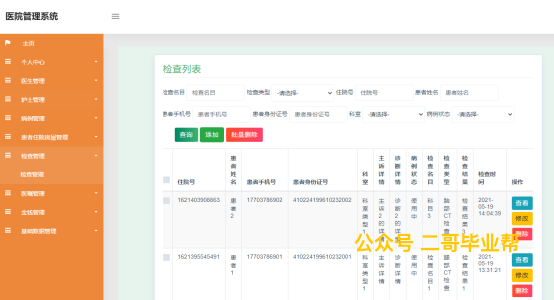 医院管理系统
主页
个人中心
医生管理
护士管理
病例管理
患者住院房屋管理
检查管理
检查管理
医嘱管理
出院管理
基础数据管理
检查列表
检查名目 检查名目 检查类型 -请选择- 住院号 住院号 患者姓名 患者姓名
患者手机号 患者手机号 患者身份证号 患者身份证号 科室 -请选择- 病例状态 -请选择-
查询 添加 批量删除
住院号 患者姓名 患者手机号 患者身份证号 科室 主诉详情 诊断详情 病例状态 检查名目 检查类型 检查结果 检查时间 操作
1621403908863 患者2 17703786902 410224199610232002 科室类型1 主诉2的详情 诊断2的详情 使用中 检查名目3 脑部CT检查 检查结果3 2021-05-19 14:04:39 查看
修改
删除
1621395545491 患者1 17703786901 410224199610232001 科室类型1 主诉详情 诊断详情 使用中 检查名目1 腿部CT检 检查结果1 2021-05-19 13:31:21 查看
修改
删除
公众号 二哥毕业帮